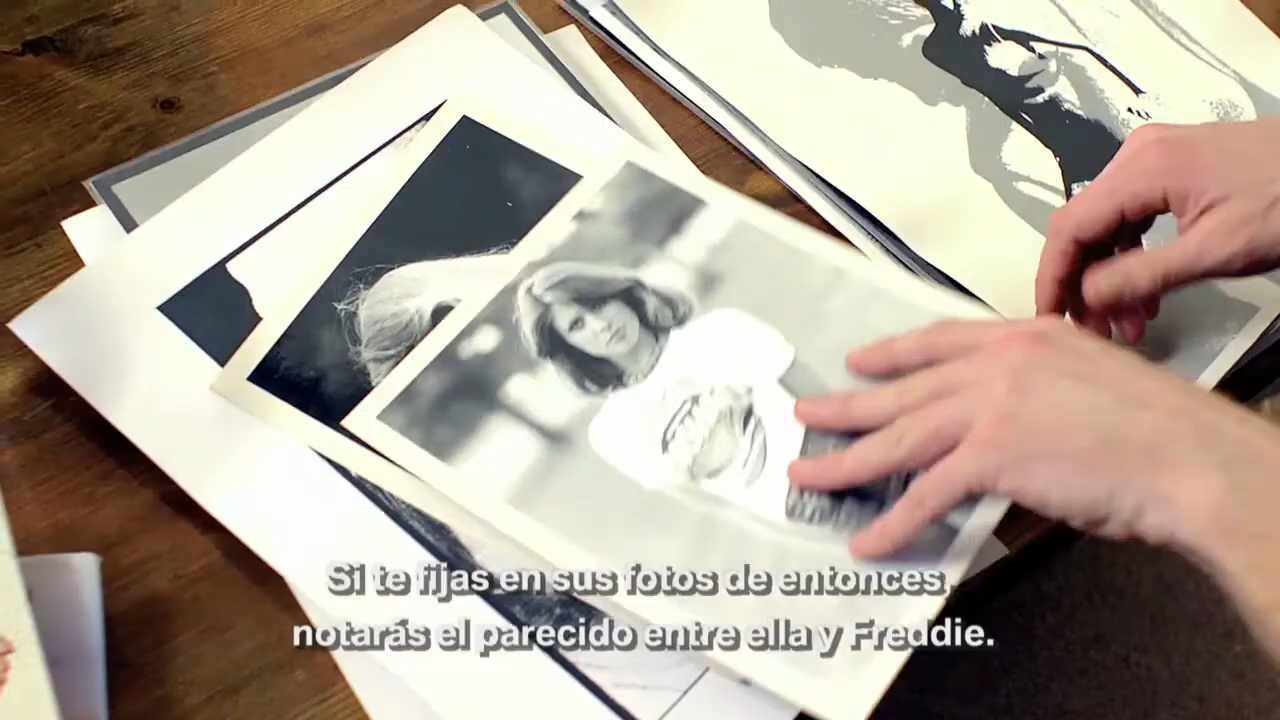 Si te fijas en sus fotos de entonces,
notarás el parecido entre ella y Freddie.